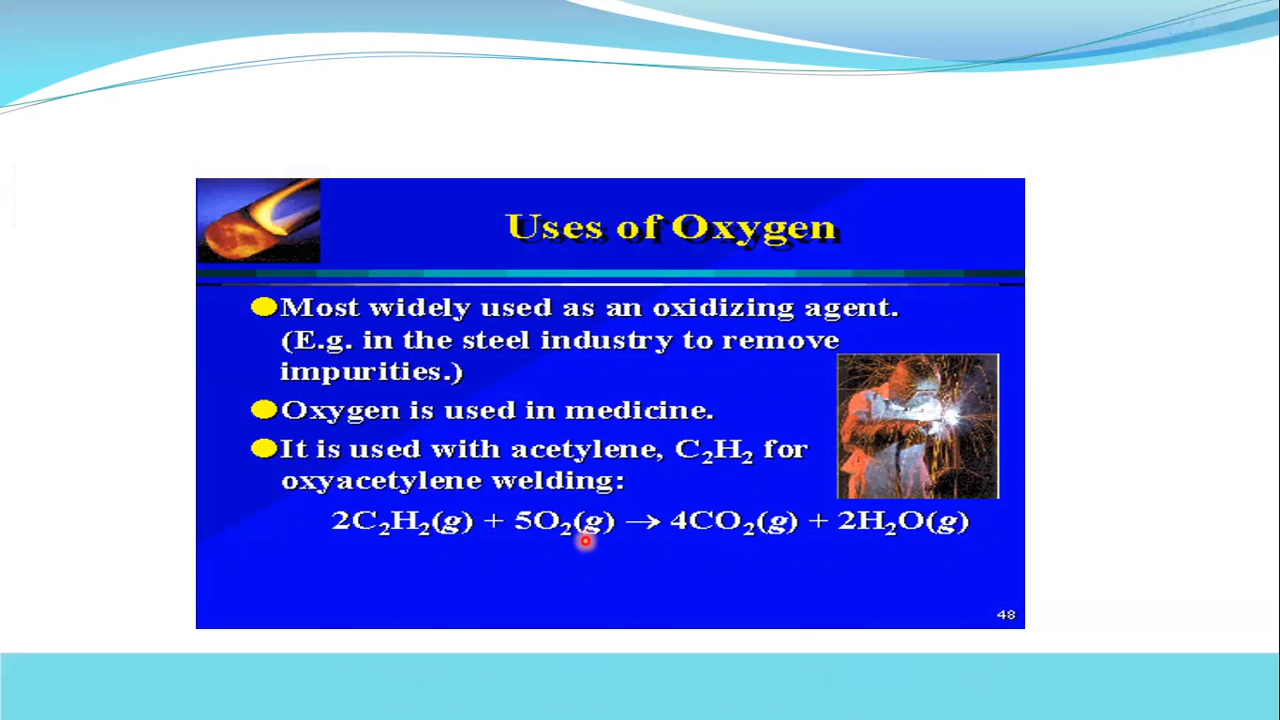 Uses of Oxygen
Most widely used as an oxidizing agent.
(E.g. in the steel industry to remove
impurities.)
Oxygen is used in medicine.
It is used with acetylene, C₂H₂ for
oxyacetylene welding:
2C₂H₂(g) + 5O₂(g) → 4CO₂(g) + 2H₂O(g)
48